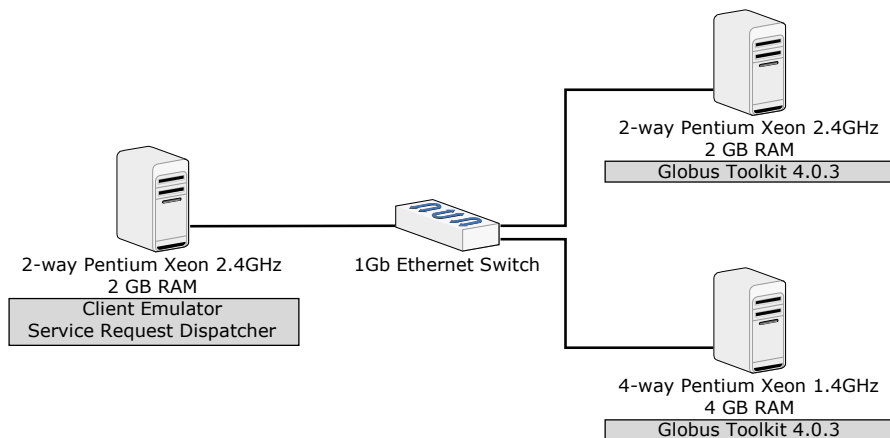 2-way Pentium Xeon 2.4GHz
2 GB RAM
Globus Toolkit 4.0.3
2-way Pentium Xeon 2.4GHz
2 GB RAM
Client Emulator
Service Request Dispatcher
1Gb Ethernet Switch
4-way Pentium Xeon 1.4GHz
4 GB RAM
Globus Toolkit 4.0.3